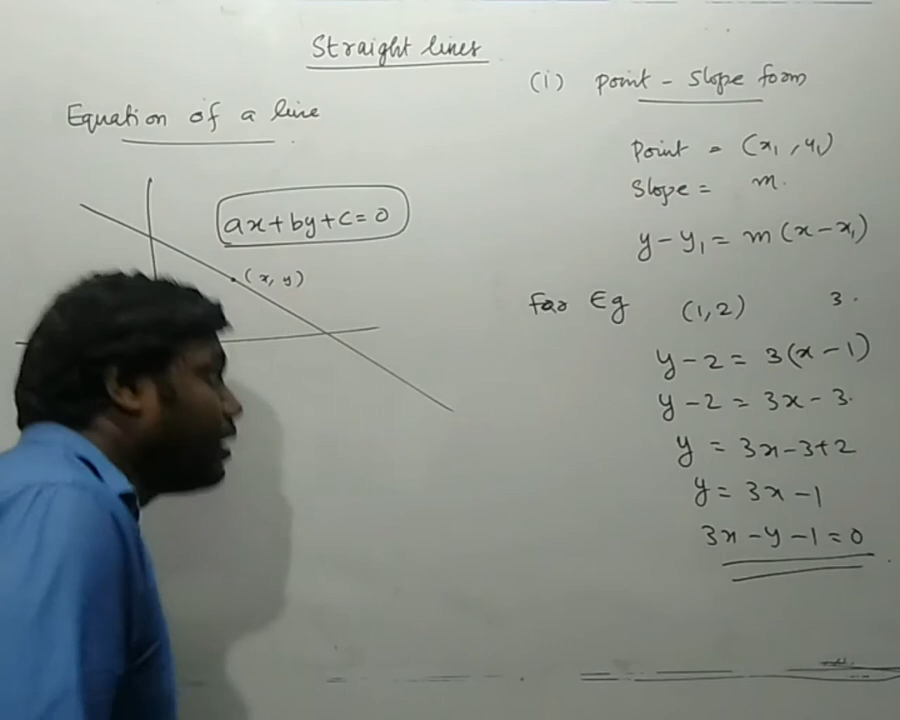 Straight lines
Equation of a line
ax+by+c=0
(x, y)
(i) Point - Slope form
Point = (x₁, y₁)
Slope = m.
y-y₁ = m(x-x₁)
For Eg (1,2) 3.
y-2 = 3(x-1)
y-2 = 3x-3.
y = 3x-3+2
y = 3x-1
3x-y-1=0